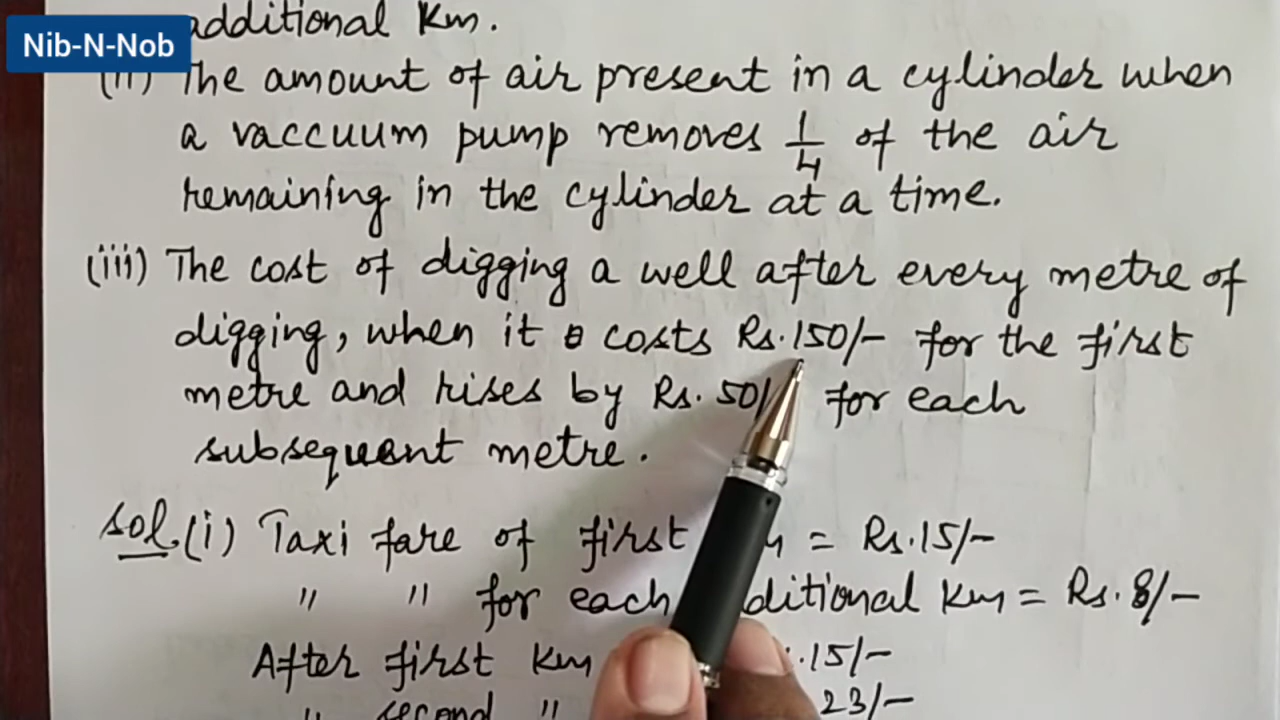 additional Km.
Nib-N-Nob
(ii) The amount of air present in a cylinder when
a vaccuum pump removes 1/4 of the air
remaining in the cylinder at a time.
(iii) The cost of digging a well after every metre of
digging, when it costs Rs.150/- for the first
metre and rises by Rs. 50/- for each
subsequent metre.
Sol. (i) Taxi fare of first = Rs.15/-
" " for each additional Km = Rs. 8/-
After first Km .15/-
" second " 23/-